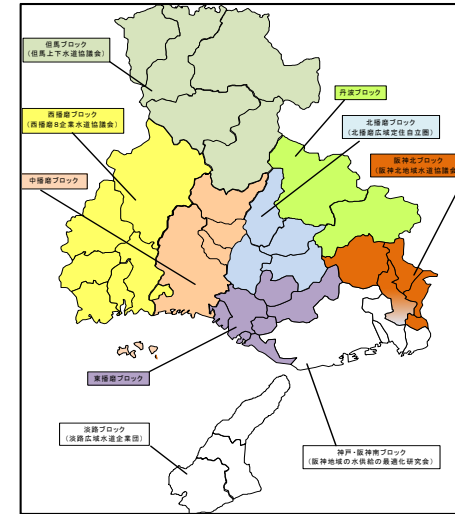 但馬ブロック
(但馬上下水道協議会)
丹波ブロック
西播磨ブロック
(西播磨8企業水道協議会)
北播磨ブロック
(北播磨広域定住自立圏)
阪神北ブロック
(阪神北地域水道協議会)
中播磨ブロック
東播磨ブロック
淡路ブロック
(淡路広域水道企業団)
神戸・阪神南ブロック
(阪神地域の水供給の最適化研究会)